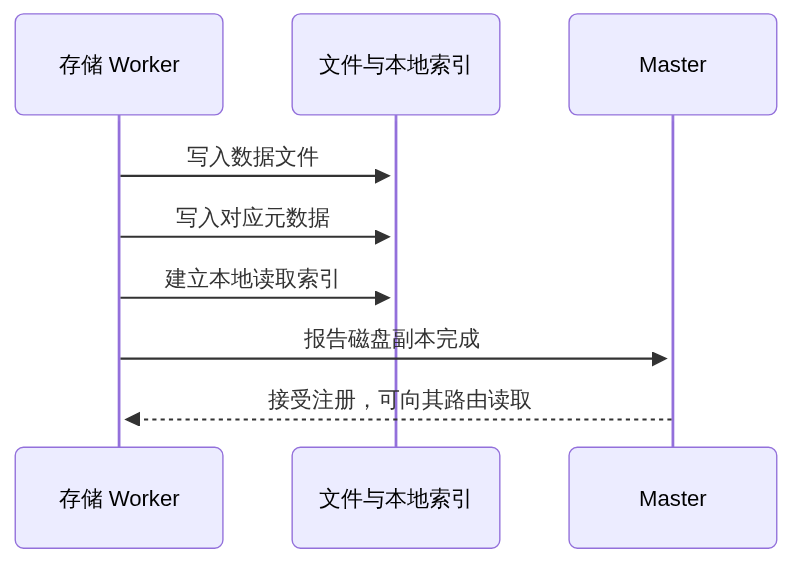 存储 Worker
文件与本地索引
Master
写入数据文件
写入对应元数据
建立本地读取索引
报告磁盘副本完成
接受注册，可向其路由读取
存储 Worker
文件与本地索引
Master